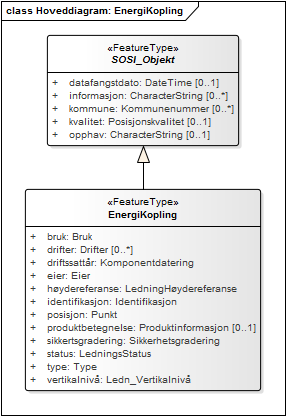 class Hoveddiagram: EnergiKopling
«FeatureType»
SOSI_Objekt
+ datafangstdato: DateTime [0..1]
+ informasjon: CharacterString [0..*]
+ kommune: Kommunenummer [0..*]
+ kvalitet: Posisjonskvalitet [0..1]
+ opphav: CharacterString [0..1]
«FeatureType»
EnergiKopling
+ bruk: Bruk
+ drifter: Drifter [0..*]
+ driftssattår: Komponentdatering
+ eier: Eier
+ høydereferanse: LedningHøydereferanse
+ identifikasjon: Identifikasjon
+ posisjon: Punkt
+ produktbetegnelse: Produktinformasjon [0..1]
+ sikkertsgradering: Sikkerhetsgradering
+ status: LedningsStatus
+ type: Type
+ vertikalnivå: Ledn_Vertikalnivå